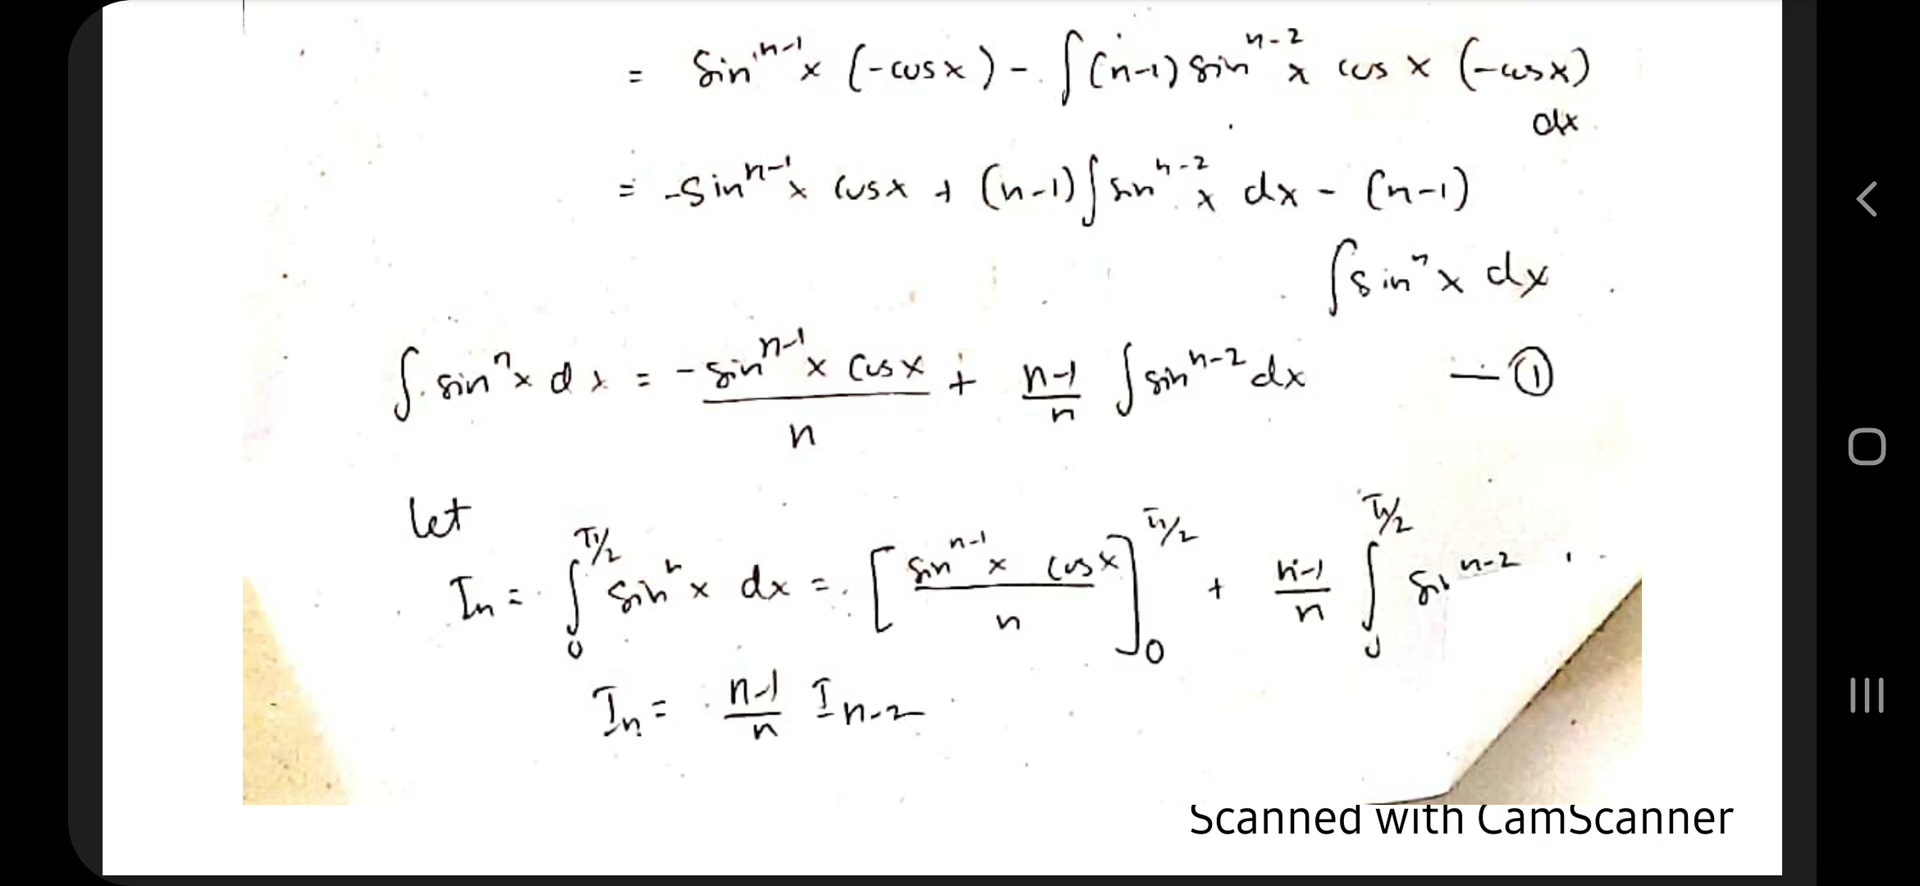 = sin^{n-1} x (-cos x) - ∫(n-1) sin^{n-2} x cos x (-cos x)
dx
= -sin^{n-1} x cos x + (n-1) ∫ sin^{n-2} x dx - (n-1)
∫ sin^n x dx
∫ sin^n x dx = - sin^{n-1} x cos x / n + n-1 / n ∫ sin^{n-2} dx — ①
let
I_n = ∫_0^{π/2} sin^n x dx = [ sin^{n-1} x cos x / n ]_0^{π/2} + n-1 / n ∫_0^{π/2} sin^{n-2}
I_n = n-1 / n I_{n-2}
Scanned with CamScanner